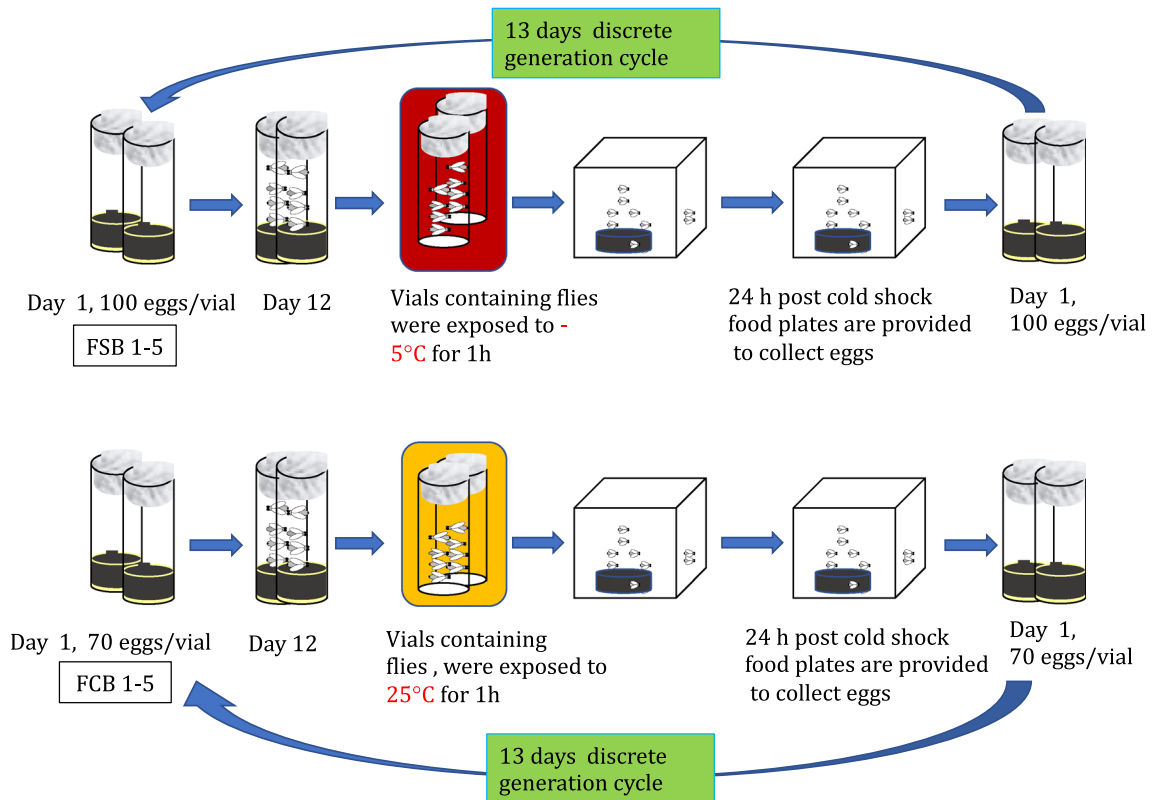 13 days discrete
generation cycle
Day 1, 100 eggs/vial
FSB 1-5
Day 12
Vials containing flies
were exposed to -
5°C for 1h
24 h post cold shock
food plates are provided
to collect eggs
Day 1,
100 eggs/vial
Day 1, 70 eggs/vial
FCB 1-5
Day 12
Vials containing
flies , were exposed to
25°C for 1h
24 h post cold shock
food plates are provided
to collect eggs
Day 1,
70 eggs/vial
13 days discrete
generation cycle